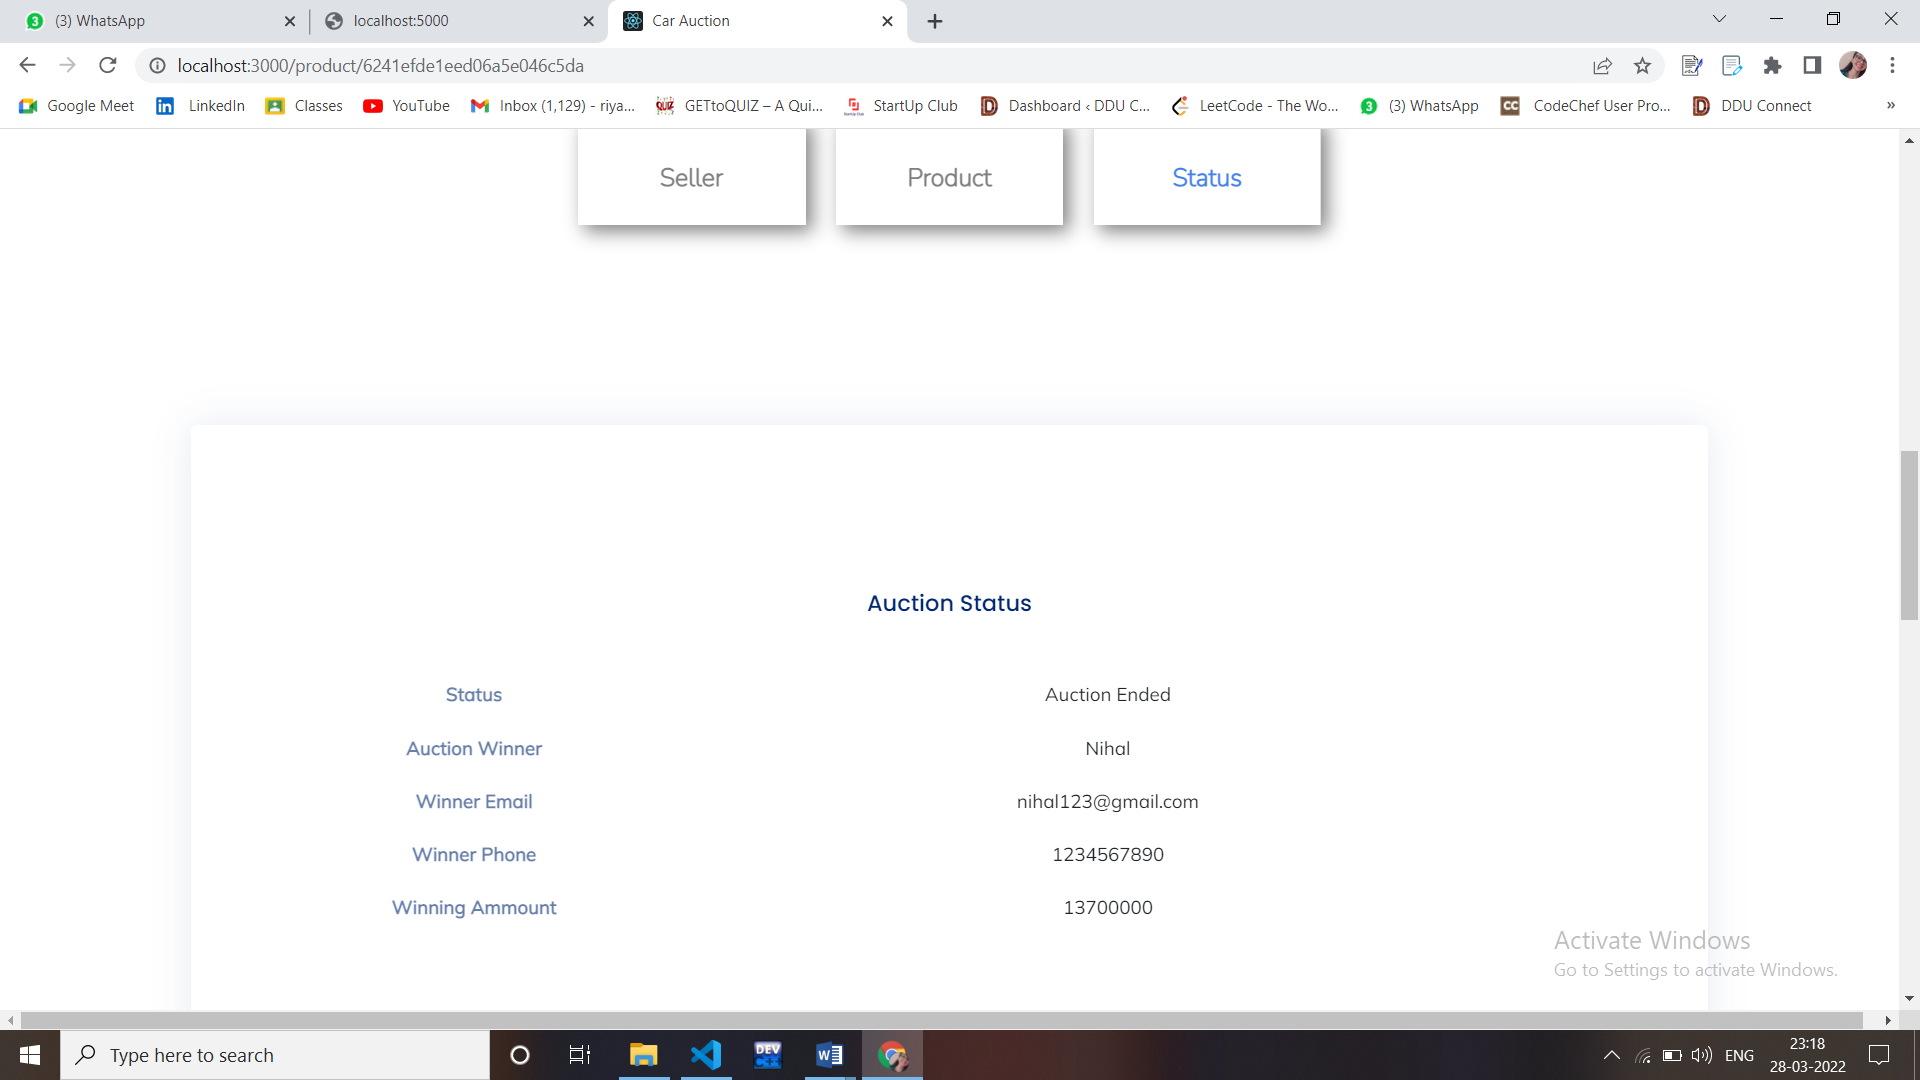 (3) WhatsApp
localhost:5000
Car Auction
localhost:3000/product/6241efde1eed06a5e046c5da
Google Meet
LinkedIn
Classes
YouTube
Inbox (1,129) - riya...
GETtoQUIZ – A Qui...
StartUp Club
Dashboard ‹ DDU C...
LeetCode - The Wo...
(3) WhatsApp
CodeChef User Pro...
DDU Connect
»
Seller
Product
Status
Auction Status
Status Auction Ended
Auction Winner Nihal
Winner Email nihal123@gmail.com
Winner Phone 1234567890
Winning Ammount 13700000
Activate Windows
Go to Settings to activate Windows.
Type here to search
DEV
C++
ENG
23:18
28-03-2022